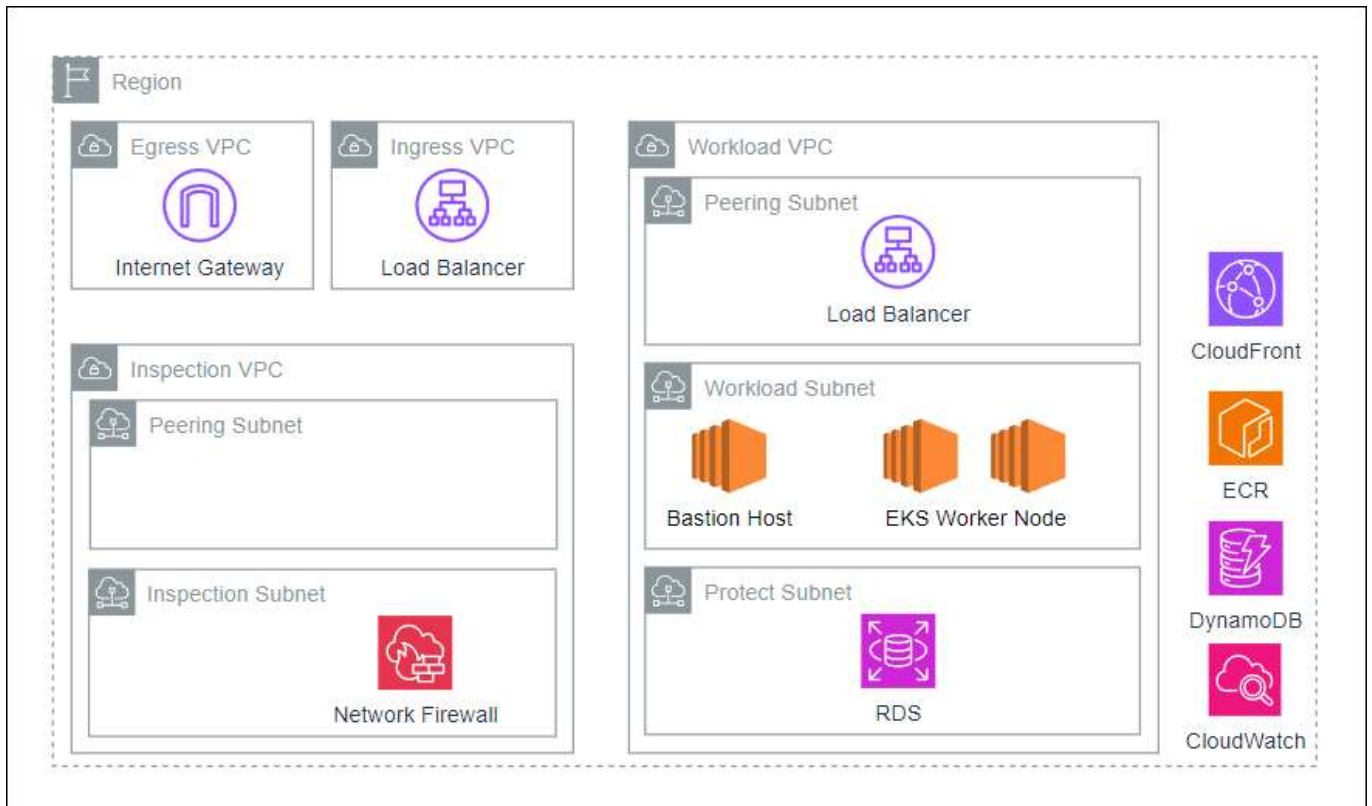 Region
Egress VPC
Internet Gateway
Ingress VPC
Load Balancer
Inspection VPC
Peering Subnet
Inspection Subnet
Network Firewall
Workload VPC
Peering Subnet
Load Balancer
Workload Subnet
Bastion Host
EKS Worker Node
Protect Subnet
RDS
CloudFront
ECR
DynamoDB
CloudWatch